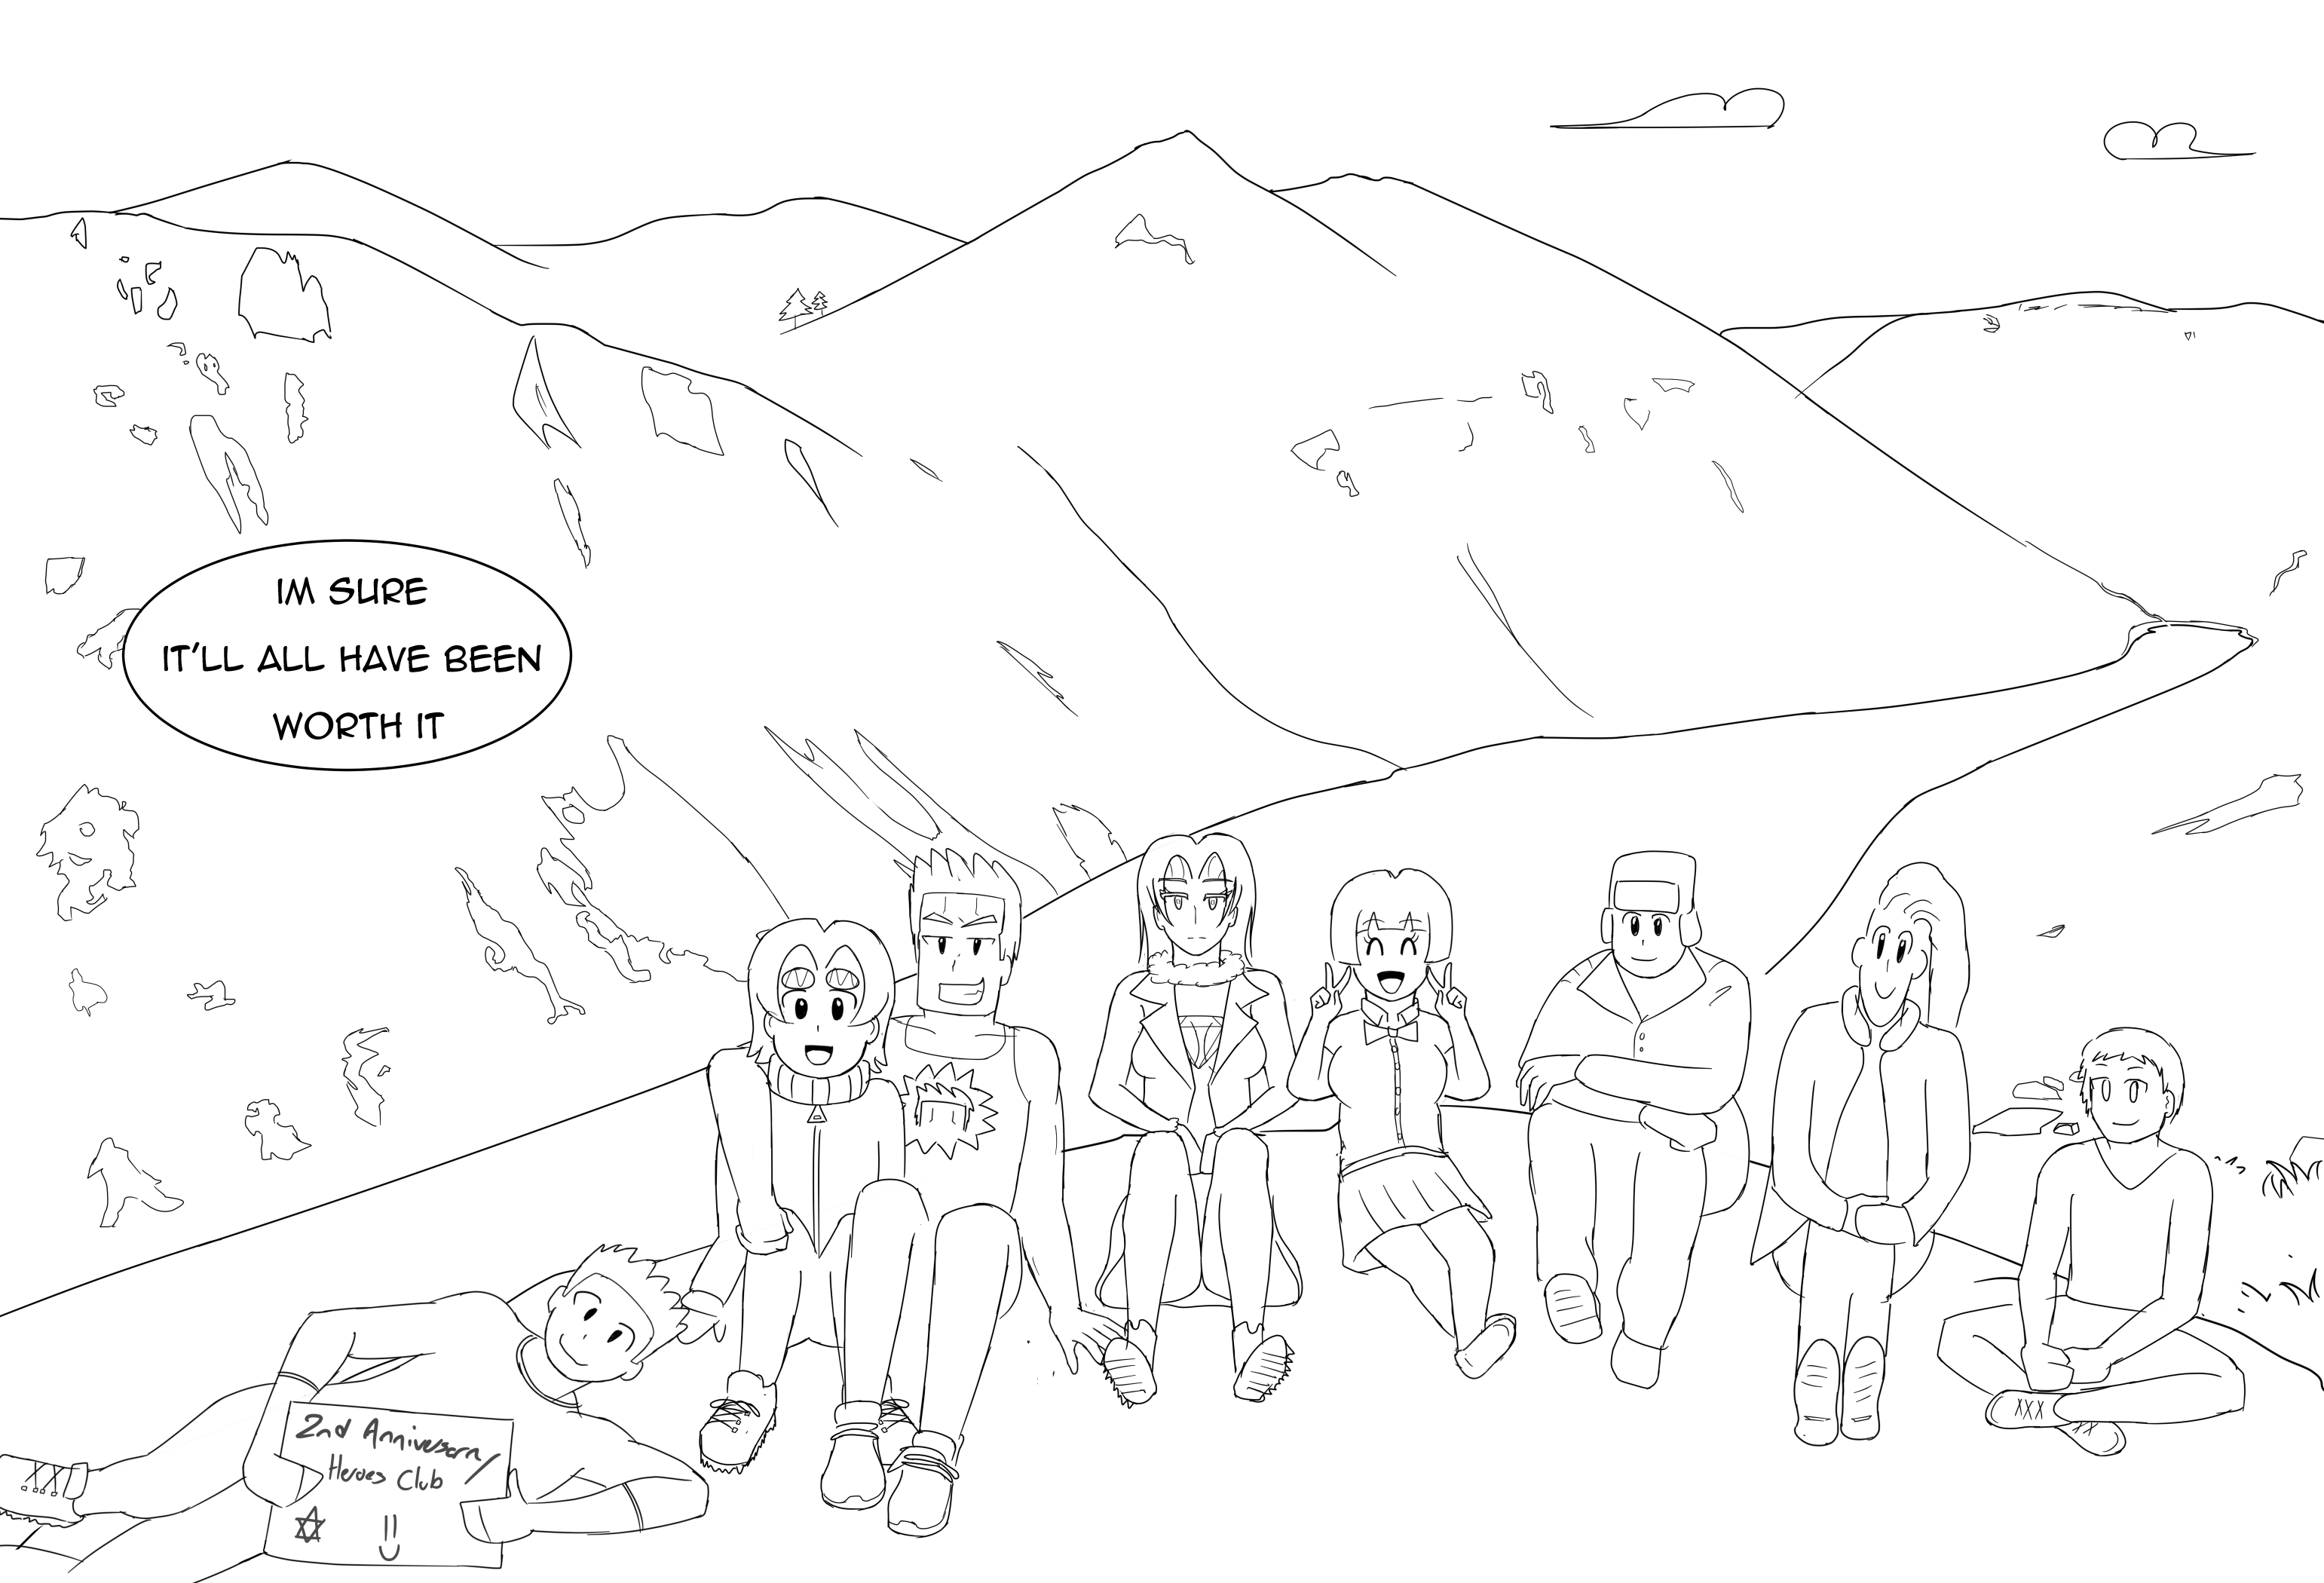 IM SURE
IT'LL ALL HAVE BEEN
WORTH IT
2nd Anniversary
Heroes Club